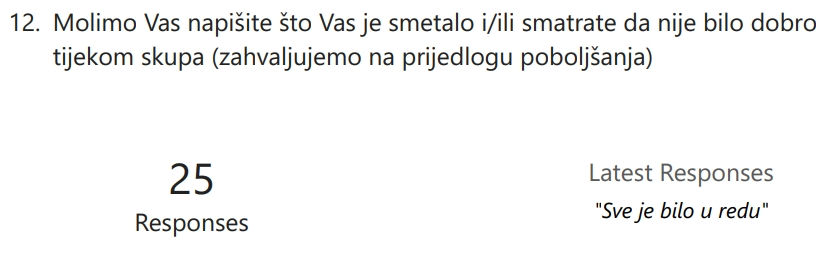 12. Molimo Vas napišite što Vas je smetalo i/ili smatrate da nije bilo dobro
tijekom skupa (zahvaljujemo na prijedlogu poboljšanja)
25
Responses
Latest Responses
"Sve je bilo u redu"